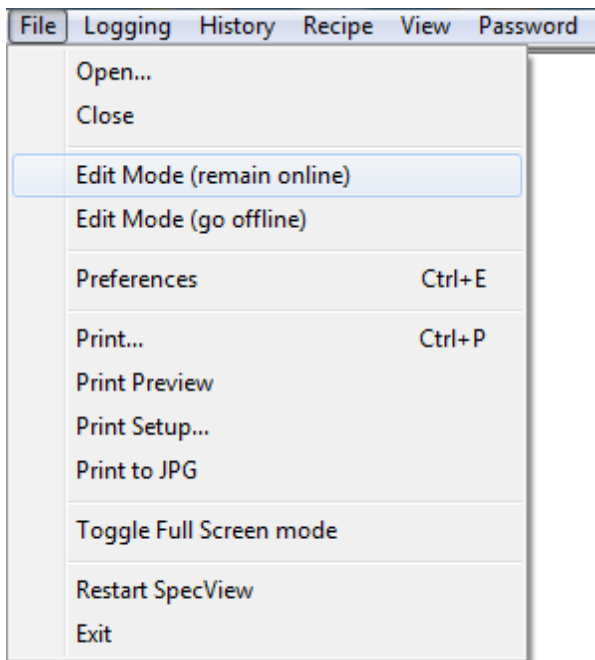 File Logging History Recipe View Password
Open...
Close
Edit Mode (remain online)
Edit Mode (go offline)
Preferences Ctrl+E
Print... Ctrl+P
Print Preview
Print Setup...
Print to JPG
Toggle Full Screen mode
Restart SpecView
Exit